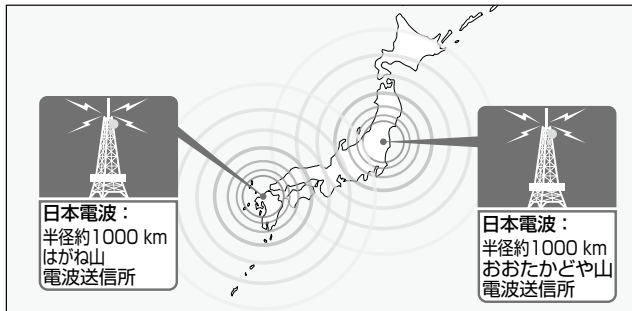 日本電波：
半径約1000 km
はがね山
電波送信所
日本電波：
半径約1000 km
おおたかどや山
電波送信所